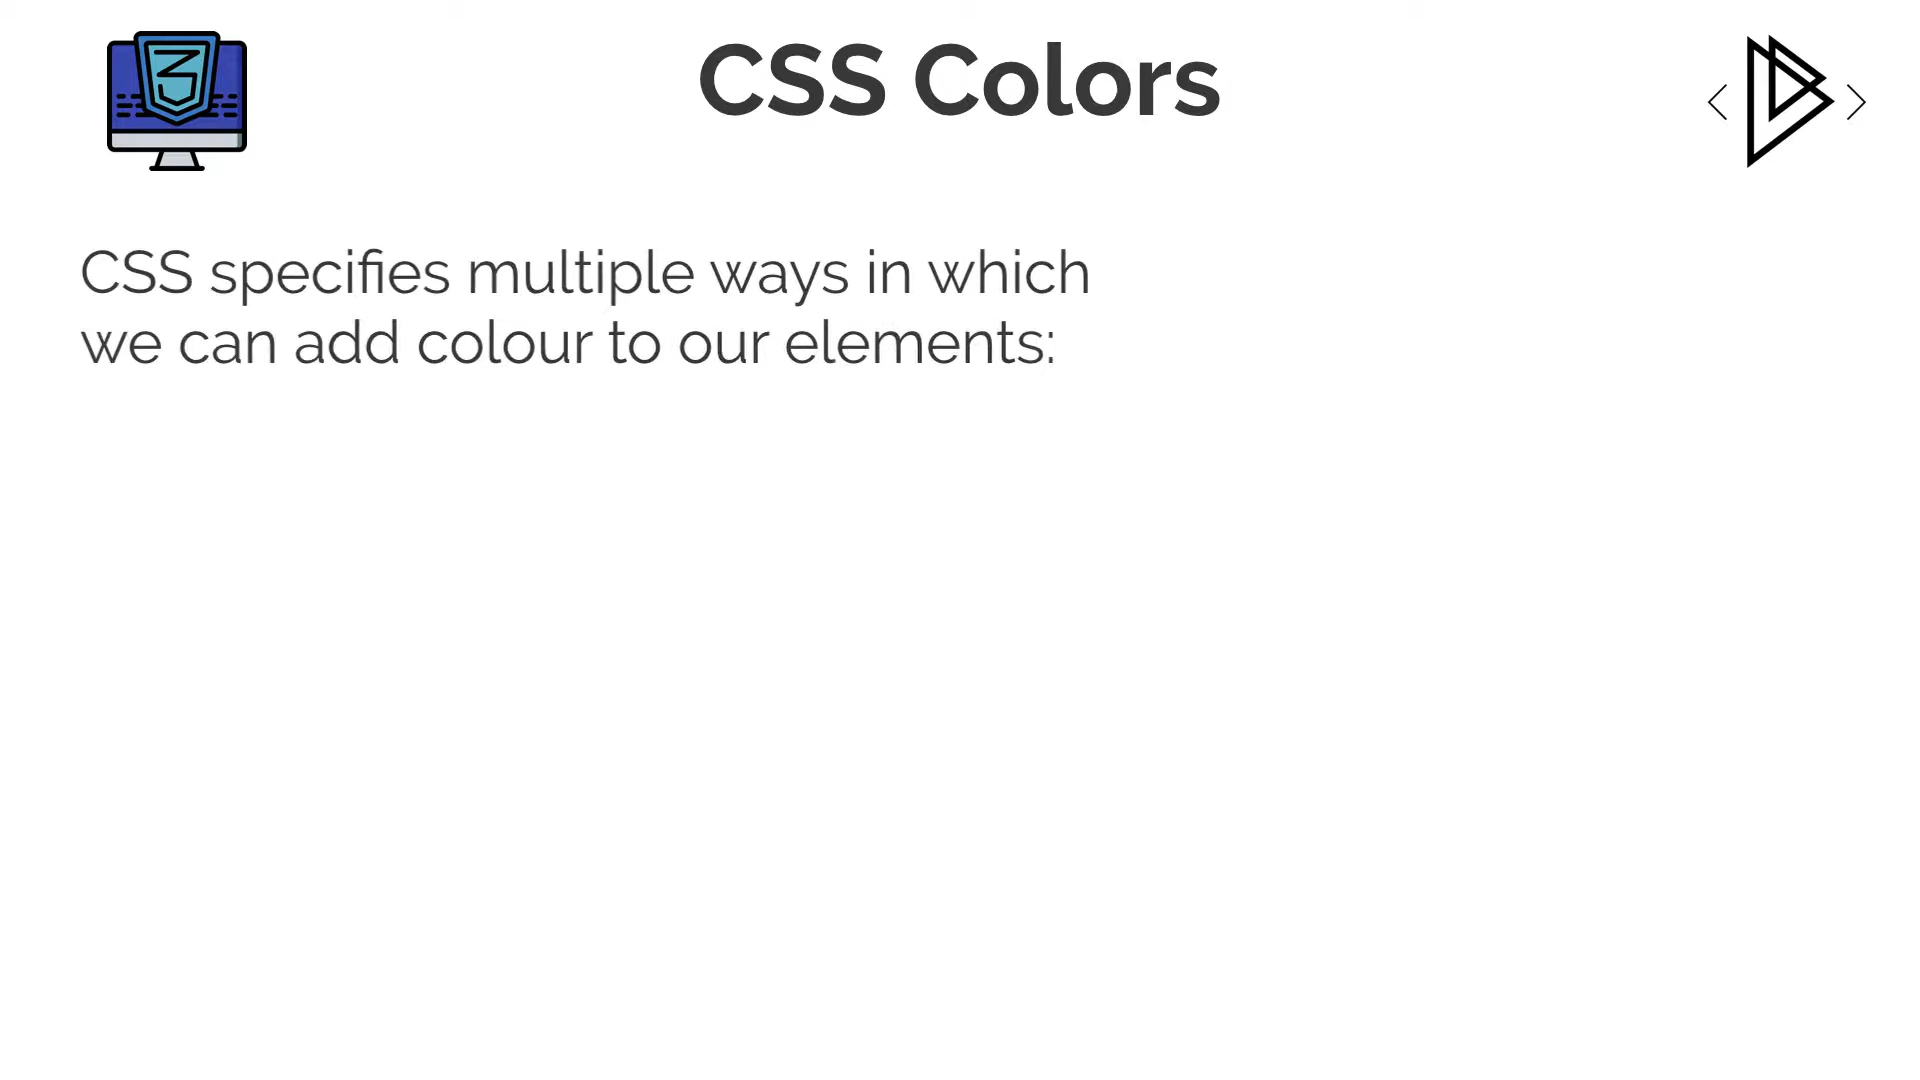 CSS Colors
CSS specifies multiple ways in which
we can add colour to our elements: